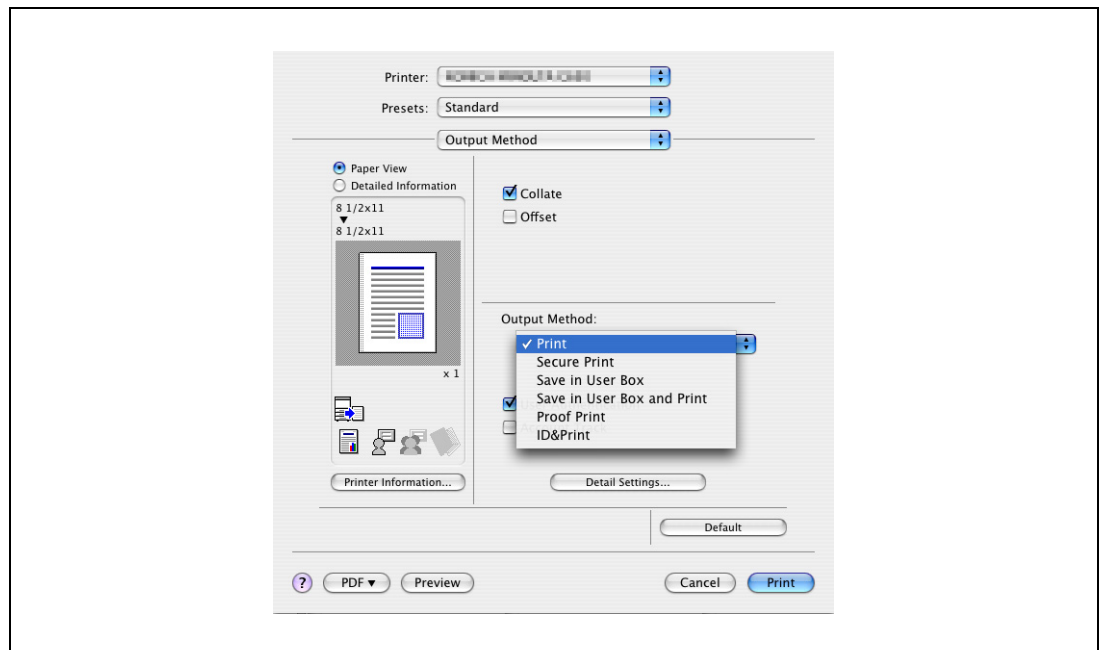 Printer:
Presets: Standard
Output Method
Paper View
Detailed Information
8 1/2x11
8 1/2x11
x 1
Printer Information...
Collate
Offset
Output Method:
✓ Print
Secure Print
Save in User Box
Save in User Box and Print
Proof Print
ID&Print
Detail Settings...
Default
? PDF Preview Cancel Print